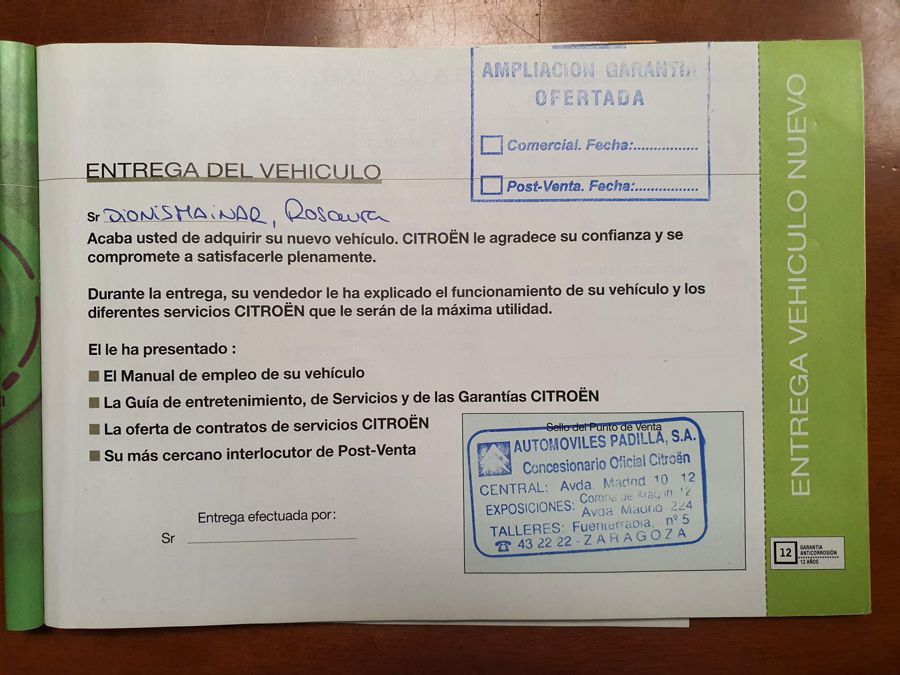 AMPLIACION GARANTIA
OFERTADA
Comercial. Fecha:................
Post-Venta. Fecha:................
ENTREGA DEL VEHICULO
Sr DIONIS MAINAR, Rosaura
Acaba usted de adquirir su nuevo vehículo. CITROËN le agradece su confianza y se
compromete a satisfacerle plenamente.
Durante la entrega, su vendedor le ha explicado el funcionamiento de su vehículo y los
diferentes servicios CITROËN que le serán de la máxima utilidad.
El le ha presentado :
El Manual de empleo de su vehículo
La Guía de entretenimiento, de Servicios y de las Garantías CITROËN
La oferta de contratos de servicios CITROËN
Su más cercano interlocutor de Post-Venta
Entrega efectuada por:
Sr
Sello del Punto de Venta
AUTOMOVILES PADILLA, S.A.
Concesionario Oficial Citroën
CENTRAL: Avda. Madrid 10 12
EXPOSICIONES: Corona de Aragón 12
Avda Madrid 224
TALLERES: Fuenterrabia, nº 5
☎ 43 22 22 - ZARAGOZA
ENTREGA VEHICULO NUEVO
12
GARANTIA
ANTICORROSIÓN
12 AÑOS